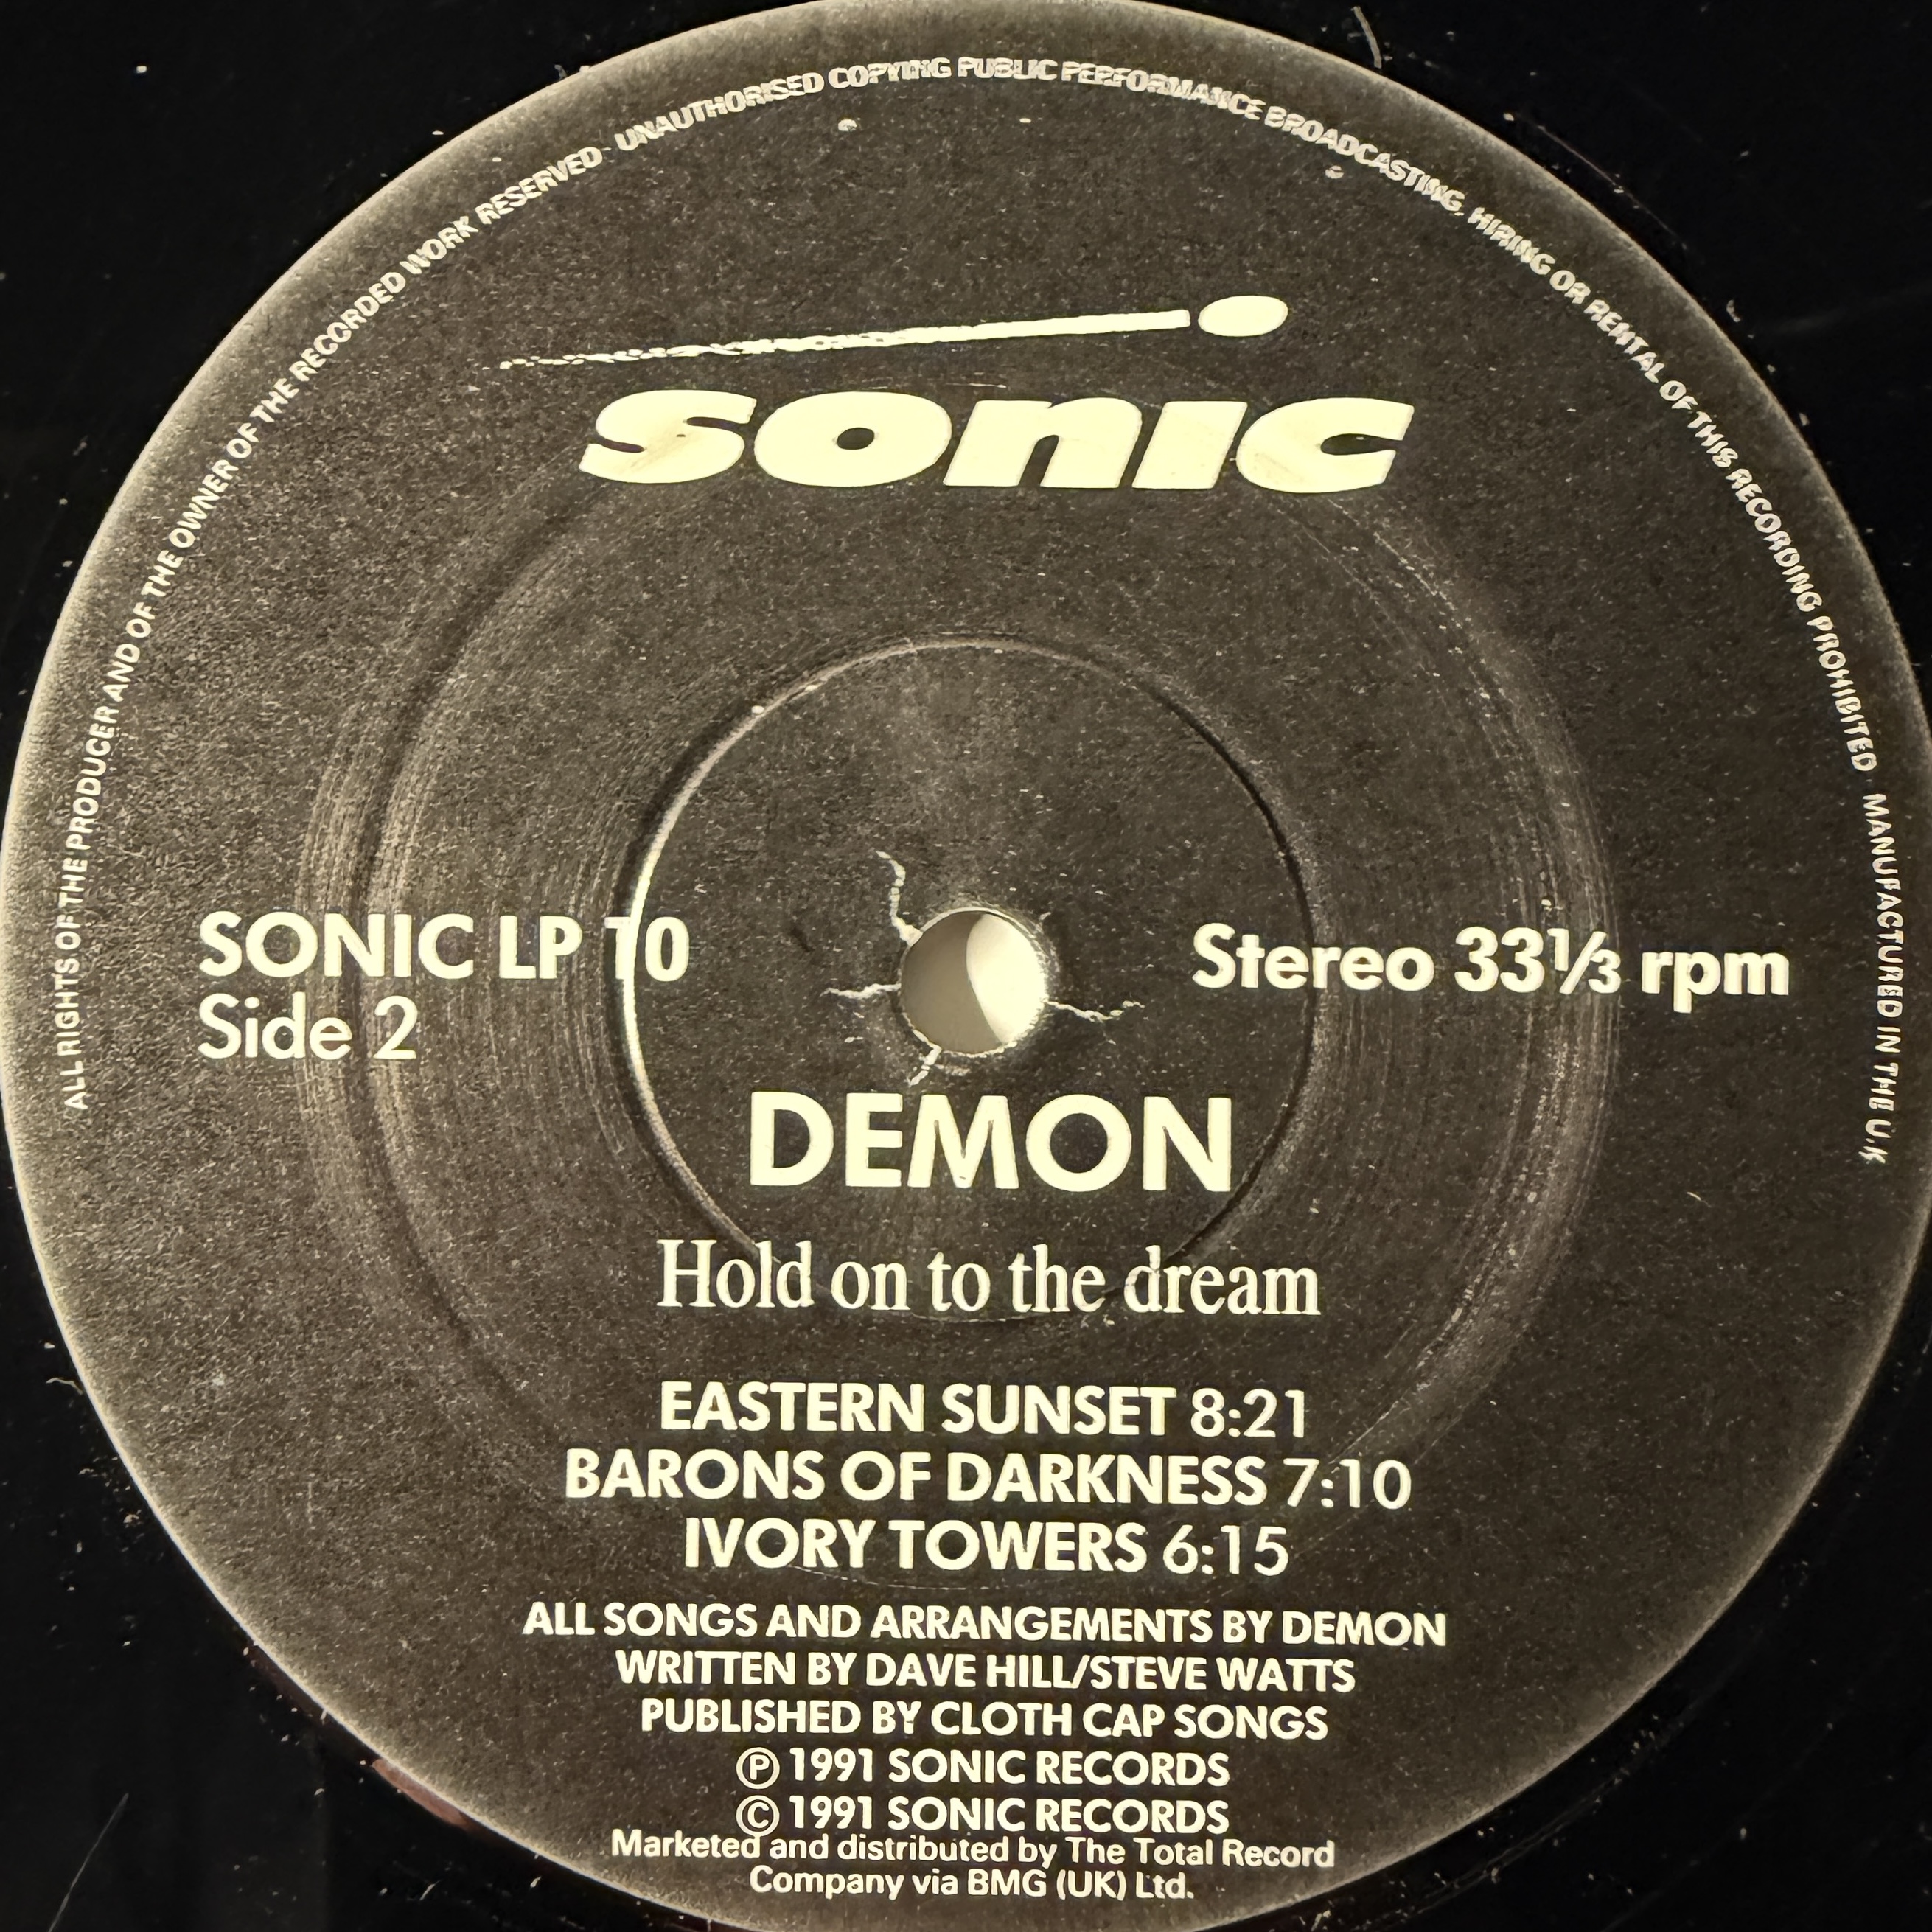 ALL RIGHTS OF THE PRODUCER AND OF THE OWNER OF THE RECORDED WORK RESERVED · UNAUTHORISED COPYING PUBLIC PERFORMANCE BROADCASTING, HIRING OR RENTAL OF THIS RECORDING PROHIBITED · MANUFACTURED IN THE U.K
sonic
SONIC LP 10
Side 2
Stereo 33⅓ rpm
DEMON
Hold on to the dream
EASTERN SUNSET 8:21
BARONS OF DARKNESS 7:10
IVORY TOWERS 6:15
ALL SONGS AND ARRANGEMENTS BY DEMON
WRITTEN BY DAVE HILL/STEVE WATTS
PUBLISHED BY CLOTH CAP SONGS
Ⓟ 1991 SONIC RECORDS
© 1991 SONIC RECORDS
Marketed and distributed by The Total Record
Company via BMG (UK) Ltd.